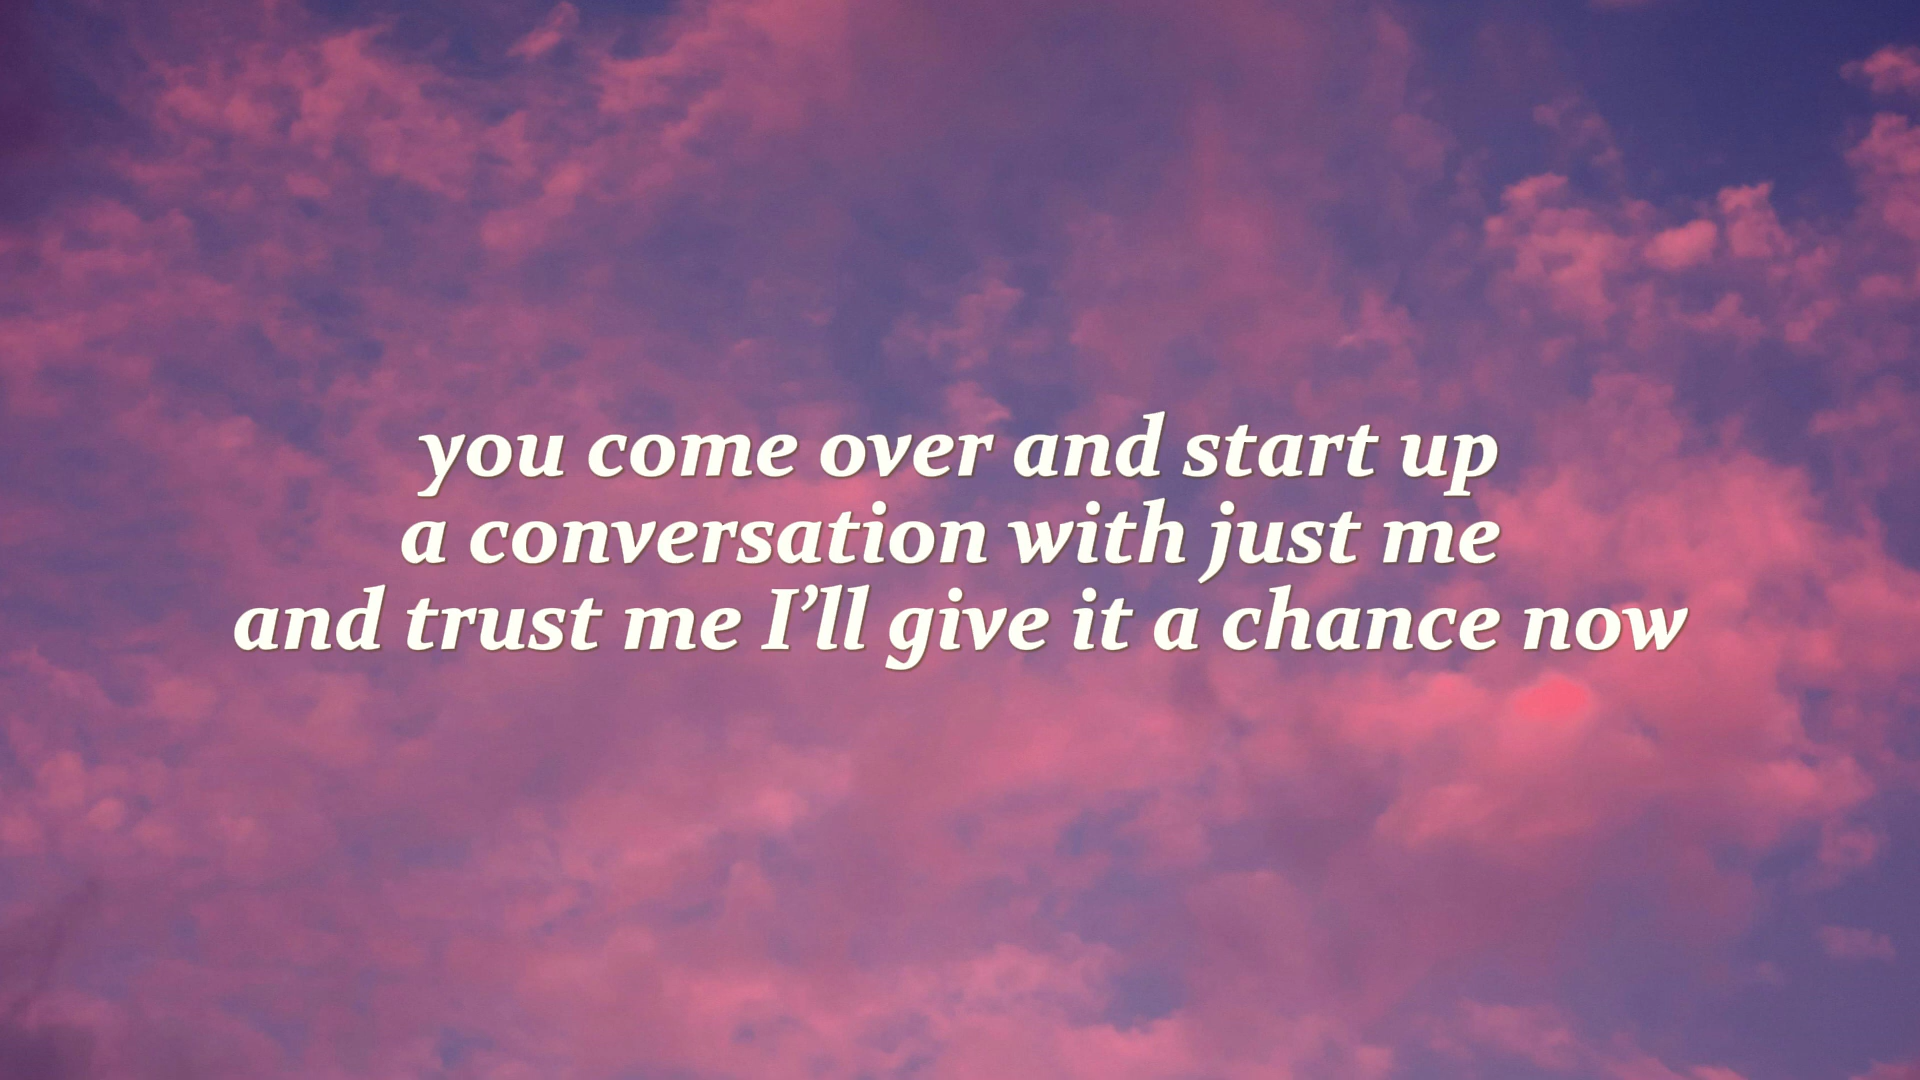 you come over and start up
a conversation with just me
and trust me I’ll give it a chance now